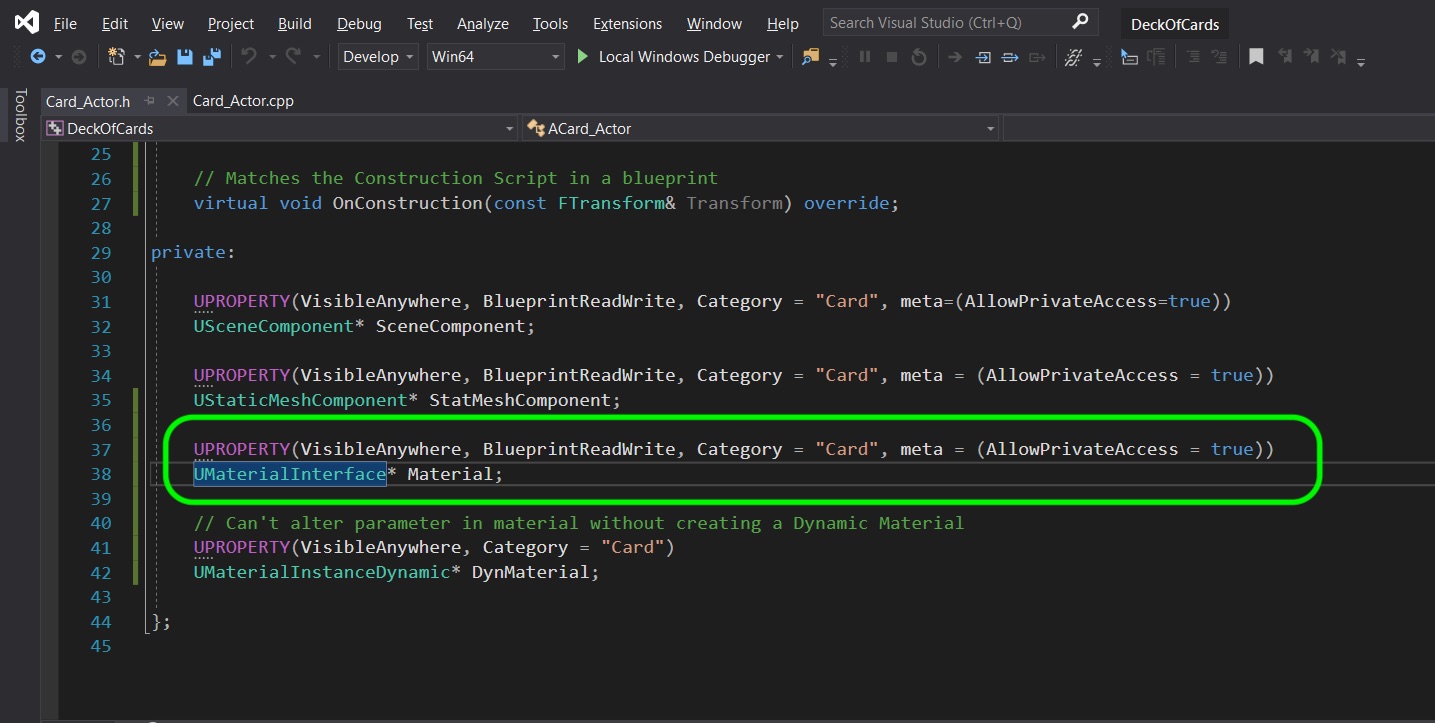 File Edit View Project Build Debug Test Analyze Tools Extensions Window Help Search Visual Studio (Ctrl+Q) DeckOfCards
Develop Win64 Local Windows Debugger
Toolbox
Card_Actor.h Card_Actor.cpp
DeckOfCards ACard_Actor
25
26 // Matches the Construction Script in a blueprint
27 virtual void OnConstruction(const FTransform& Transform) override;
28
29 private:
30
31 UPROPERTY(VisibleAnywhere, BlueprintReadWrite, Category = "Card", meta=(AllowPrivateAccess=true))
32 USceneComponent* SceneComponent;
33
34 UPROPERTY(VisibleAnywhere, BlueprintReadWrite, Category = "Card", meta = (AllowPrivateAccess = true))
35 UStaticMeshComponent* StatMeshComponent;
36
37 UPROPERTY(VisibleAnywhere, BlueprintReadWrite, Category = "Card", meta = (AllowPrivateAccess = true))
38 UMaterialInterface* Material;
39
40 // Can't alter parameter in material without creating a Dynamic Material
41 UPROPERTY(VisibleAnywhere, Category = "Card")
42 UMaterialInstanceDynamic* DynMaterial;
43
44 };
45